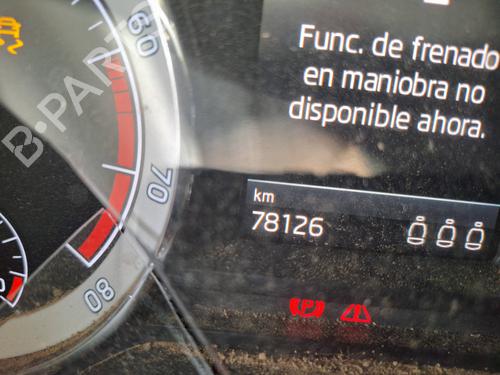 60
Func. de frenado
en maniobra no
disponible ahora.
B-PARTS
70
km
78126
80
P